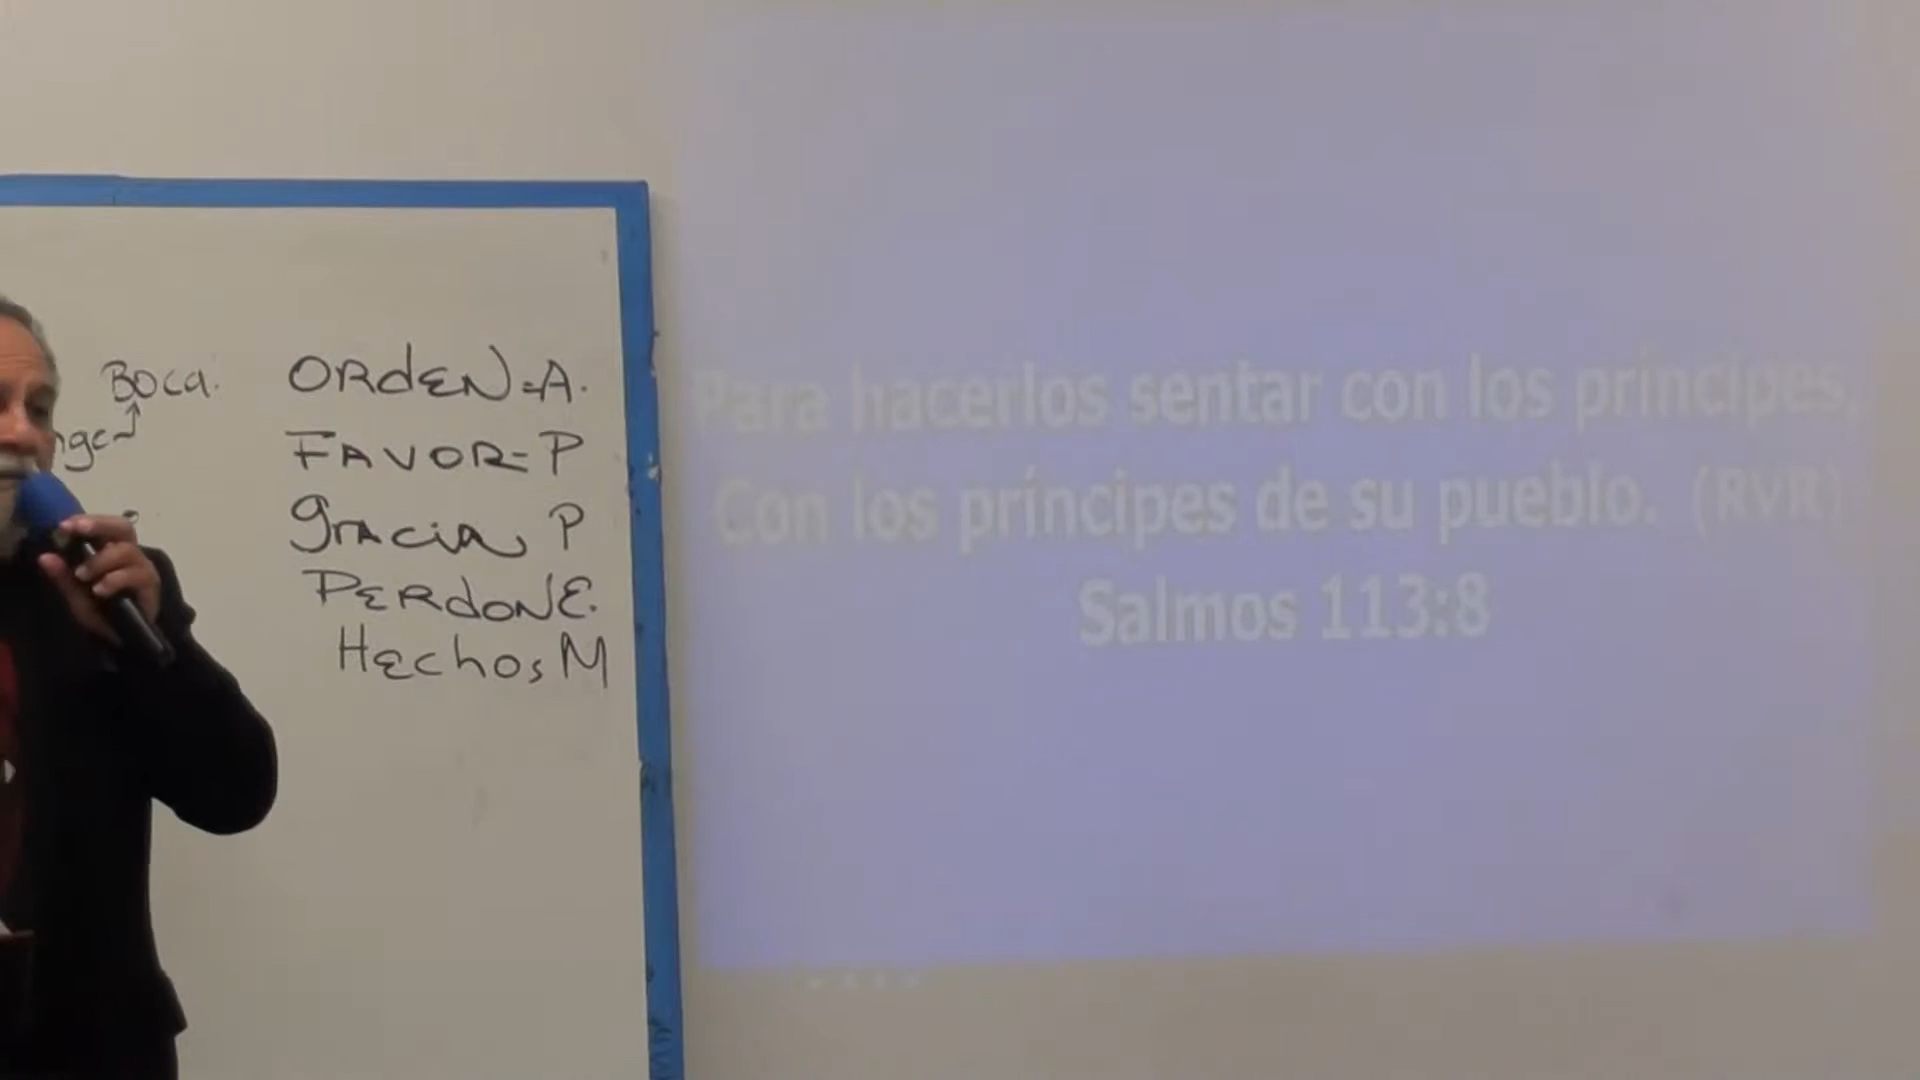 Boca.
ORdEN=A.
FAVOR=P
gracia P
PERdONE.
HEchos M
Para hacerlos sentar con los príncipes,
Con los príncipes de su pueblo. (RVR)
Salmos 113:8